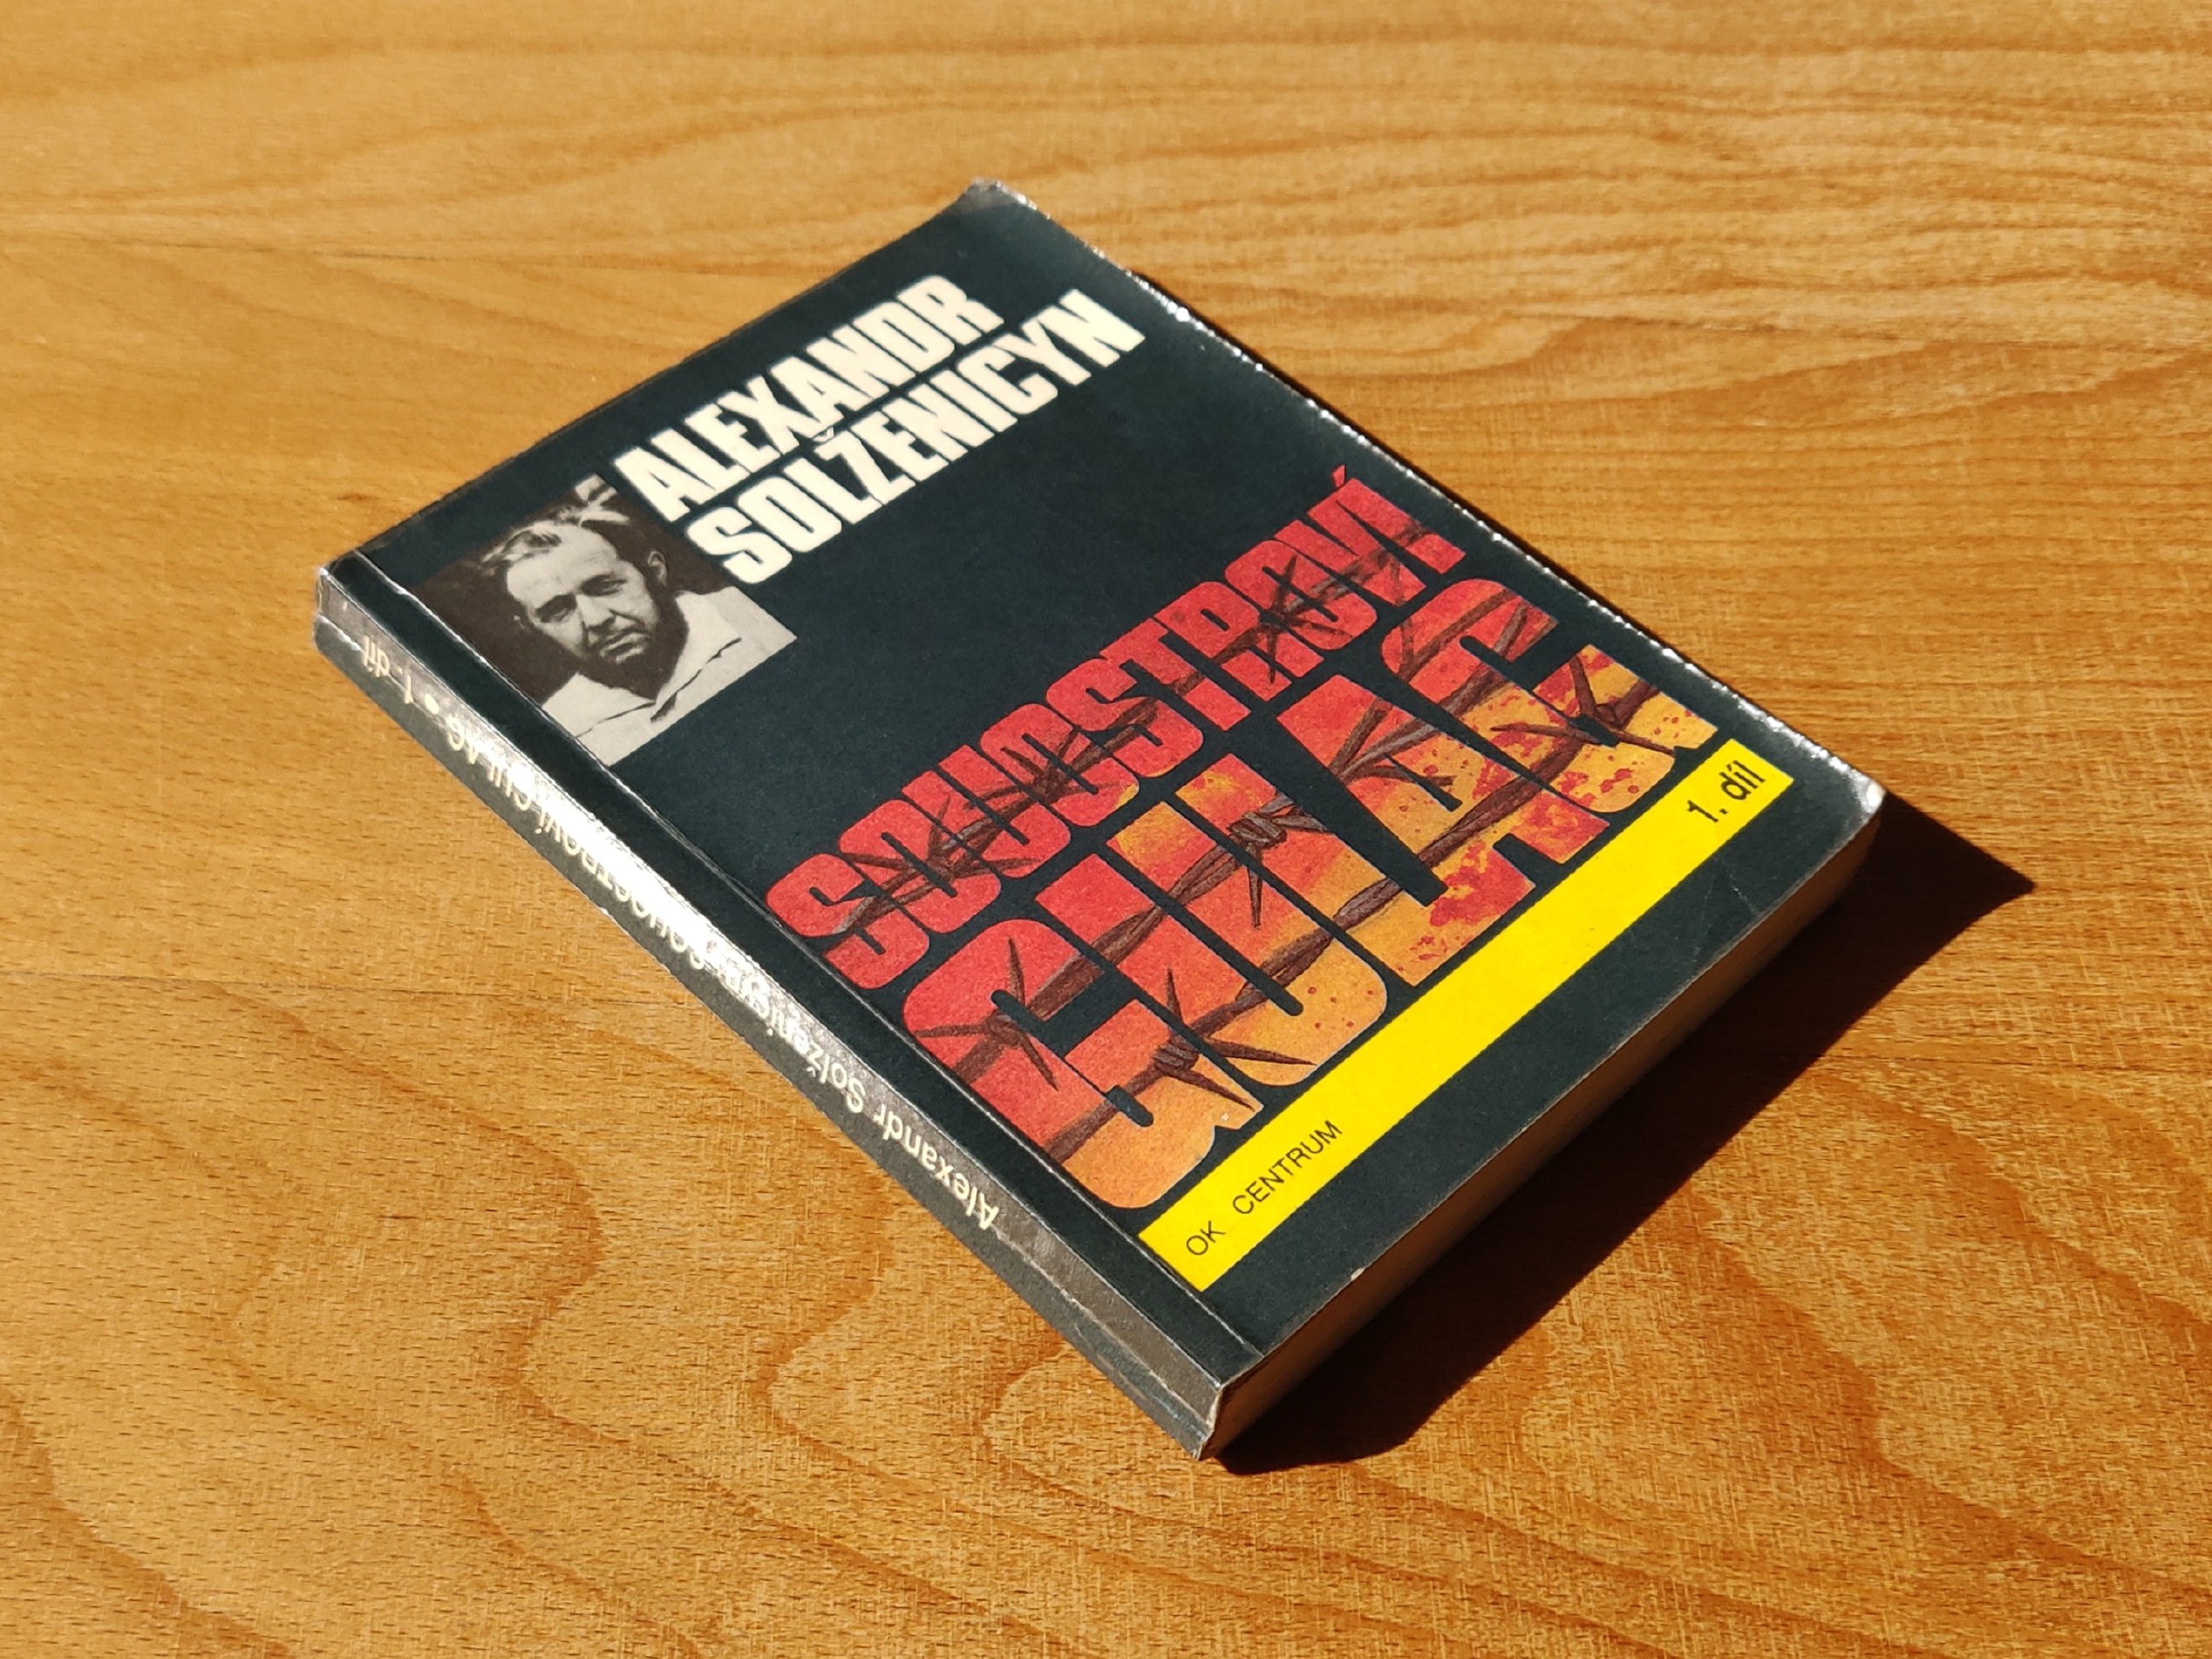 ALEXANDR
SOLŽENICYN
SOUOSTROVÍ
GULAG
1. díl
OK CENTRUM
Alexandr Solženicyn SOUOSTROVÍ GULAG • 1. díl